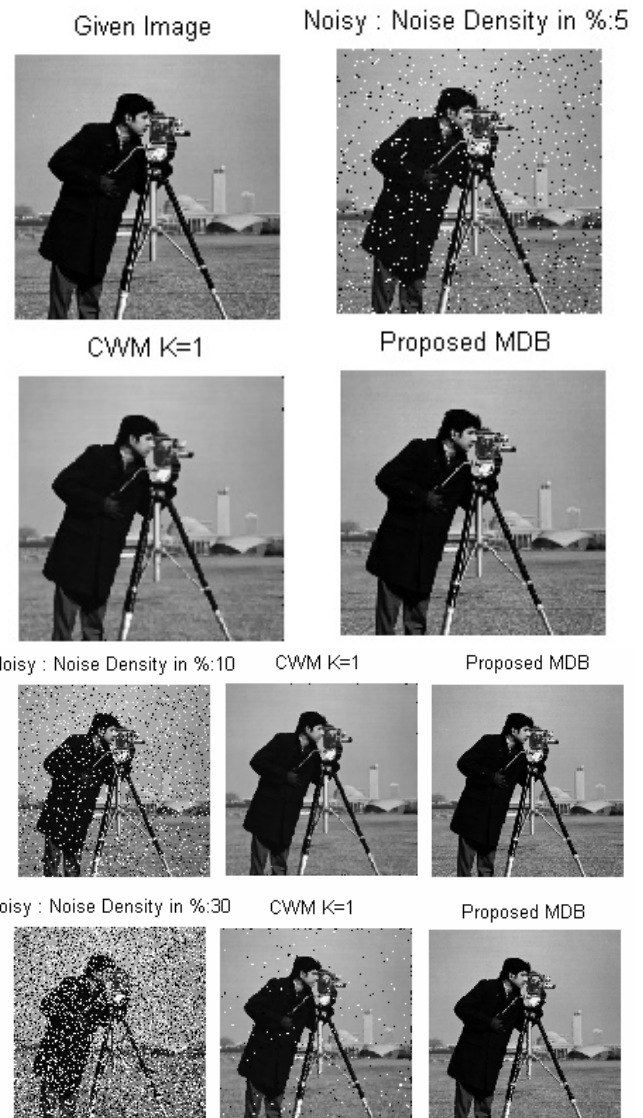 Given Image
Noisy : Noise Density in %:5
CWM K=1
Proposed MDB
oisy : Noise Density in %:10
CWM K=1
Proposed MDB
oisy : Noise Density in %:30
CWM K=1
Proposed MDB